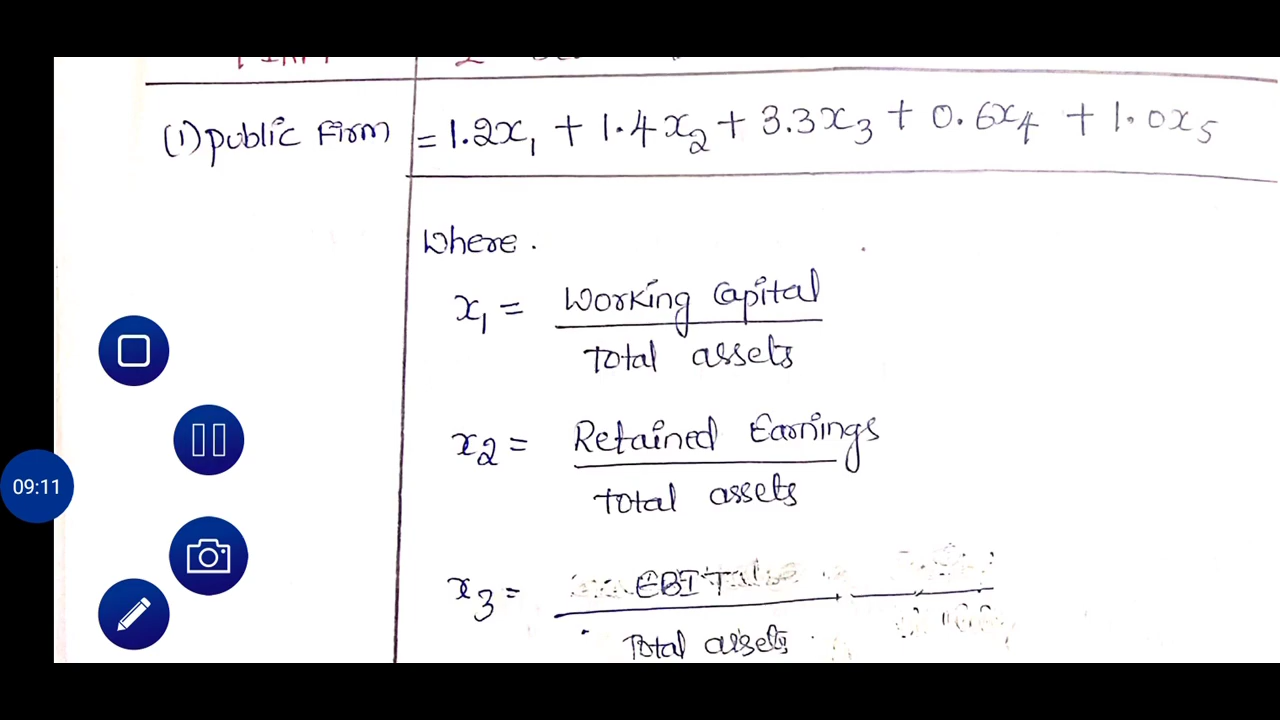 (1) public Firm = 1.2x₁ + 1.4x₂ + 3.3x₃ + 0.6x₄ + 1.0x₅
Where.
x₁ = Working Capital
Total assets
x₂ = Retained Earnings
Total assets
09:11
x₃ = EBIT
Total assets